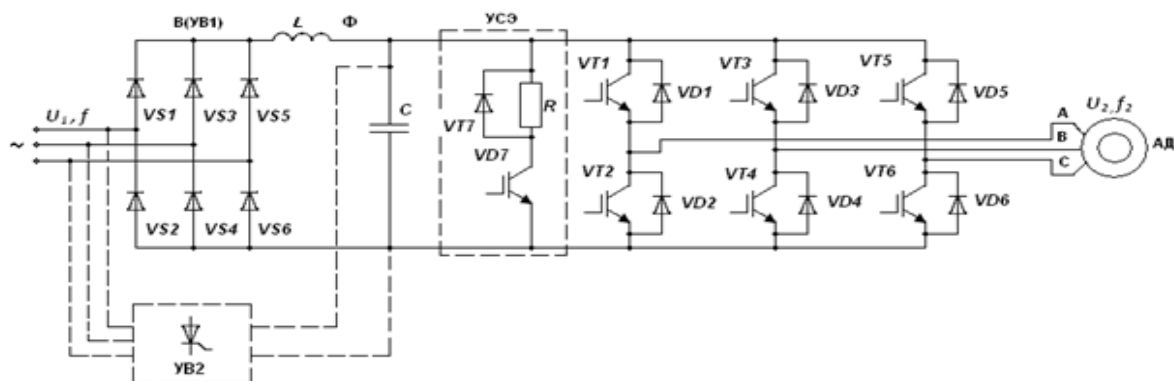 В(УВ1)
L
Ф
УСЭ
VS1
VS3
VS5
U₁, f
~
VS2
VS4
VS6
C
VT7
R
VD7
VT1
VD1
VT3
VD3
VT5
VD5
U₂, f₂
A
B
C
АД
VT2
VD2
VT4
VD4
VT6
VD6
УВ2